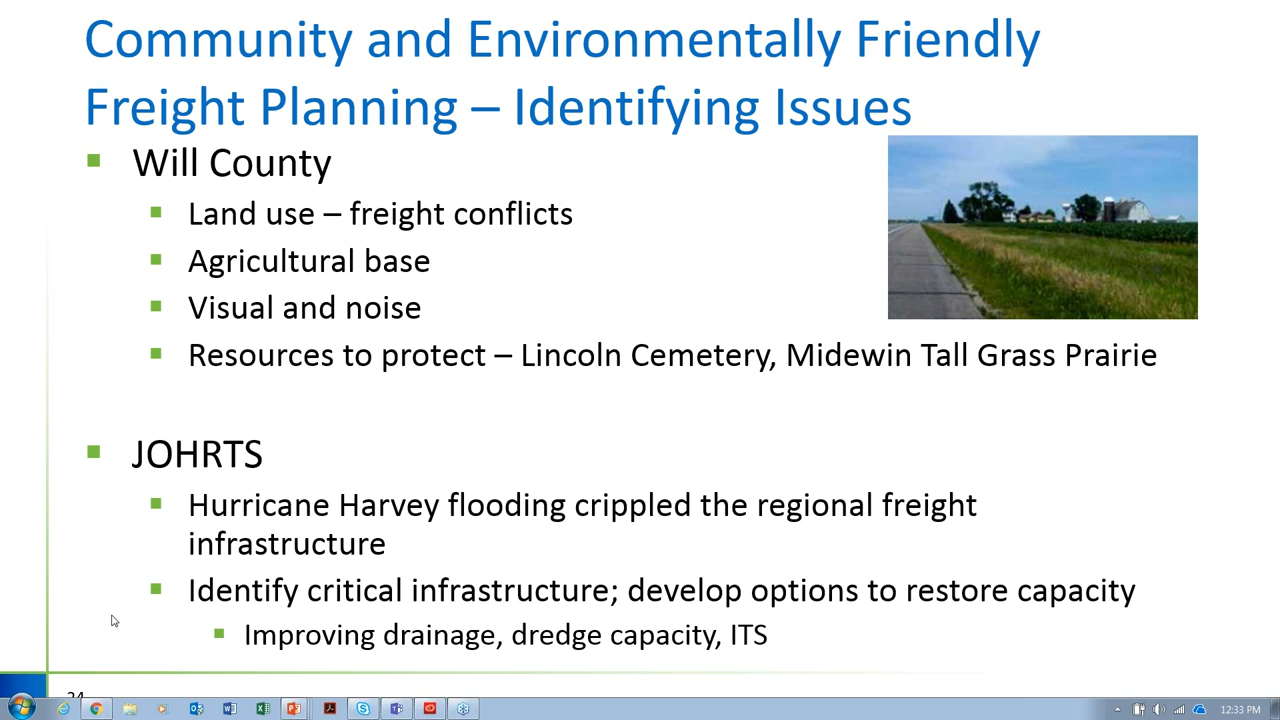 Community and Environmentally Friendly
Freight Planning – Identifying Issues
Will County
Land use – freight conflicts
Agricultural base
Visual and noise
Resources to protect – Lincoln Cemetery, Midewin Tall Grass Prairie
JOHRTS
Hurricane Harvey flooding crippled the regional freight
infrastructure
Identify critical infrastructure; develop options to restore capacity
Improving drainage, dredge capacity, ITS
12:33 PM